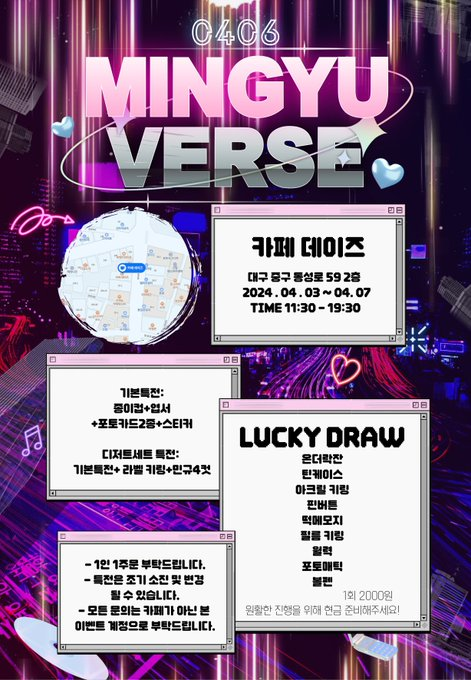 0406
MINGYU
VERSE
카페 데이즈
카페 데이즈
대구 중구 동성로 59 2층
2024 . 04 . 03 ~ 04. 07
TIME 11:30 - 19:30
기본특전:
종이컵+엽서
+포토카드2종+스티커
디저트세트 특전:
기본특전+ 라벨 키링+민규4컷
LUCKY DRAW
온더락잔
틴케이스
아크릴 키링
핀버튼
떡메모지
필름 키링
월력
포토매틱
볼펜
1회 2000원
원활한 진행을 위해 현금 준비해주세요!
- 1인 1주문 부탁드립니다.
- 특전은 조기 소진 및 변경
될 수 있습니다.
- 모든 문의는 카페가 아닌 본
이벤트 계정으로 부탁드립니다.